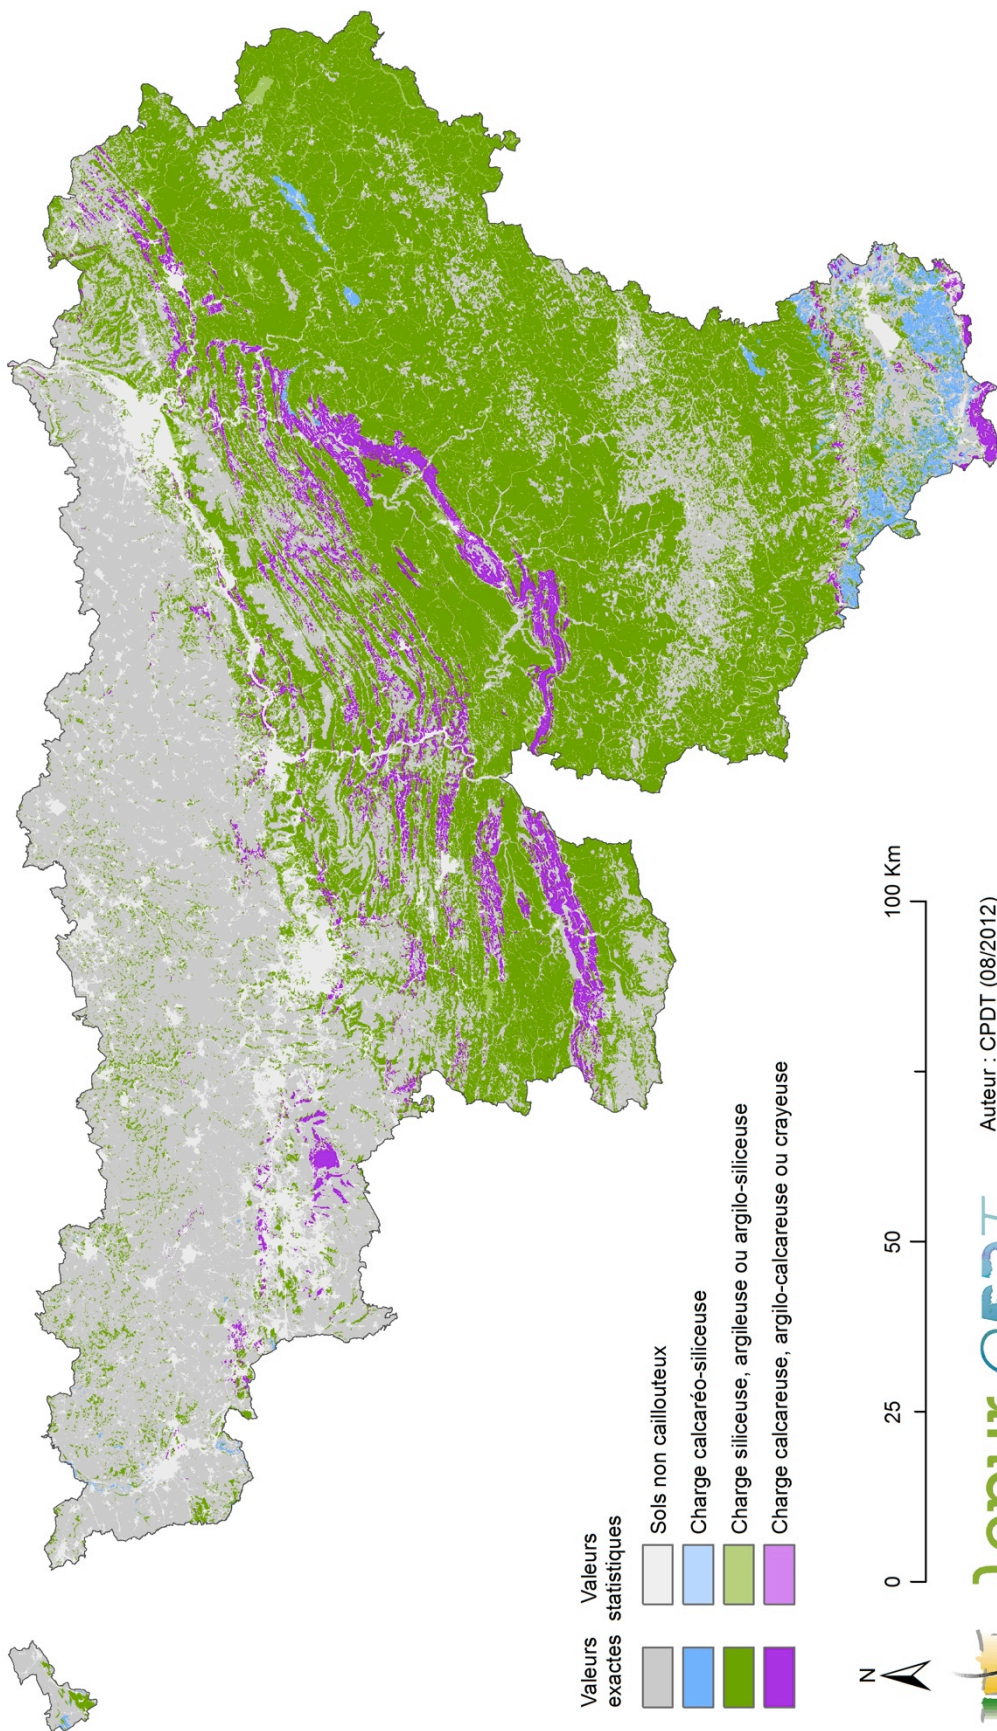 Valeurs exactes
Valeurs statistiques
Sols non caillouteux
Charge calcaréo-siliceuse
Charge siliceuse, argileuse ou argilo-siliceuse
Charge calcareuse, argilo-calcareuse ou crayeuse
N
0 25 50 100 Km
Auteur : CPDT (08/2012)